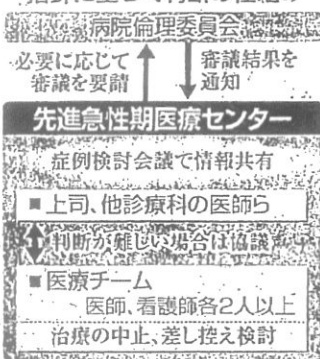 病院倫理委員会
必要に応じて
審議を要請
審議結果を
通知
先進急性期医療センター
症例検討会議で情報共有
■上司、他診療科の医師ら
判断が難しい場合は協議
■医療チーム
医師、看護師各2人以上
治療の中止、差し控え検討